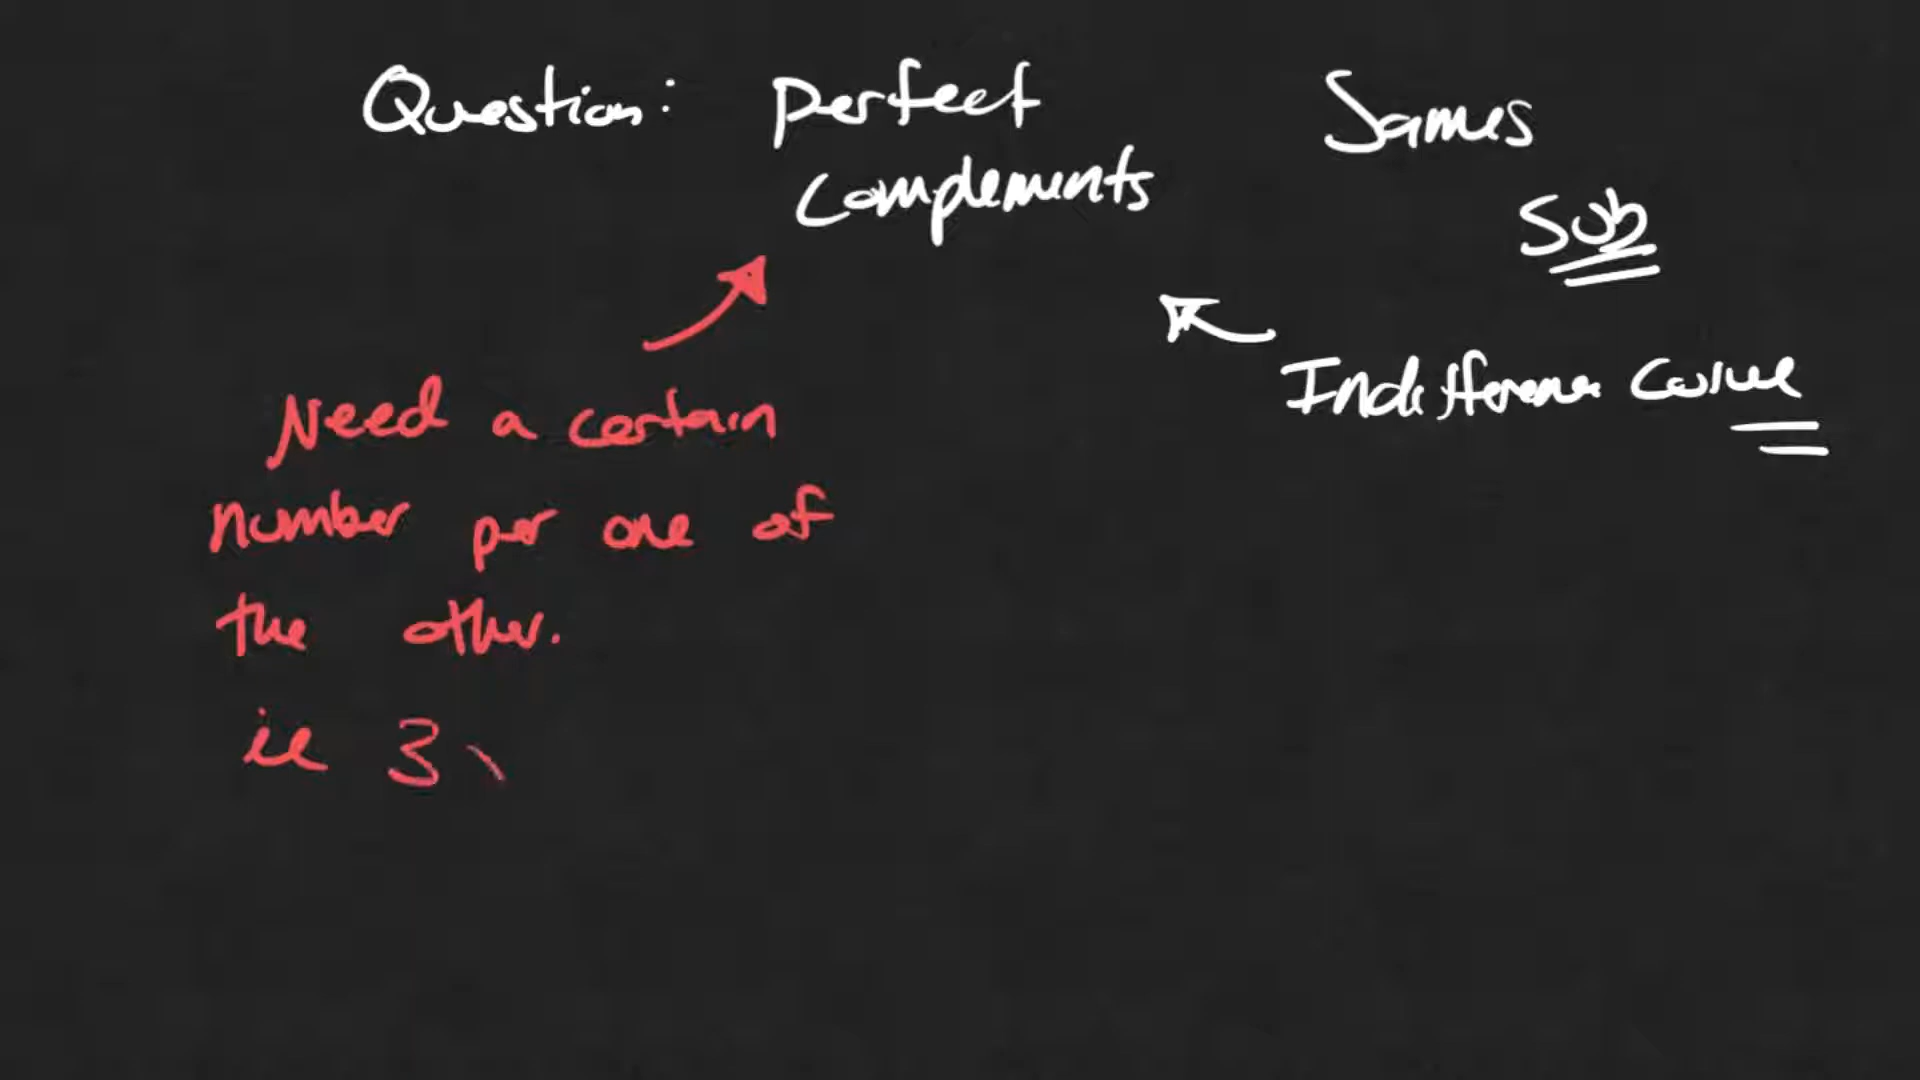 Question: perfect James
complements
Sub
Indifference curve
Need a certain
number per one of
the other.
ie 3